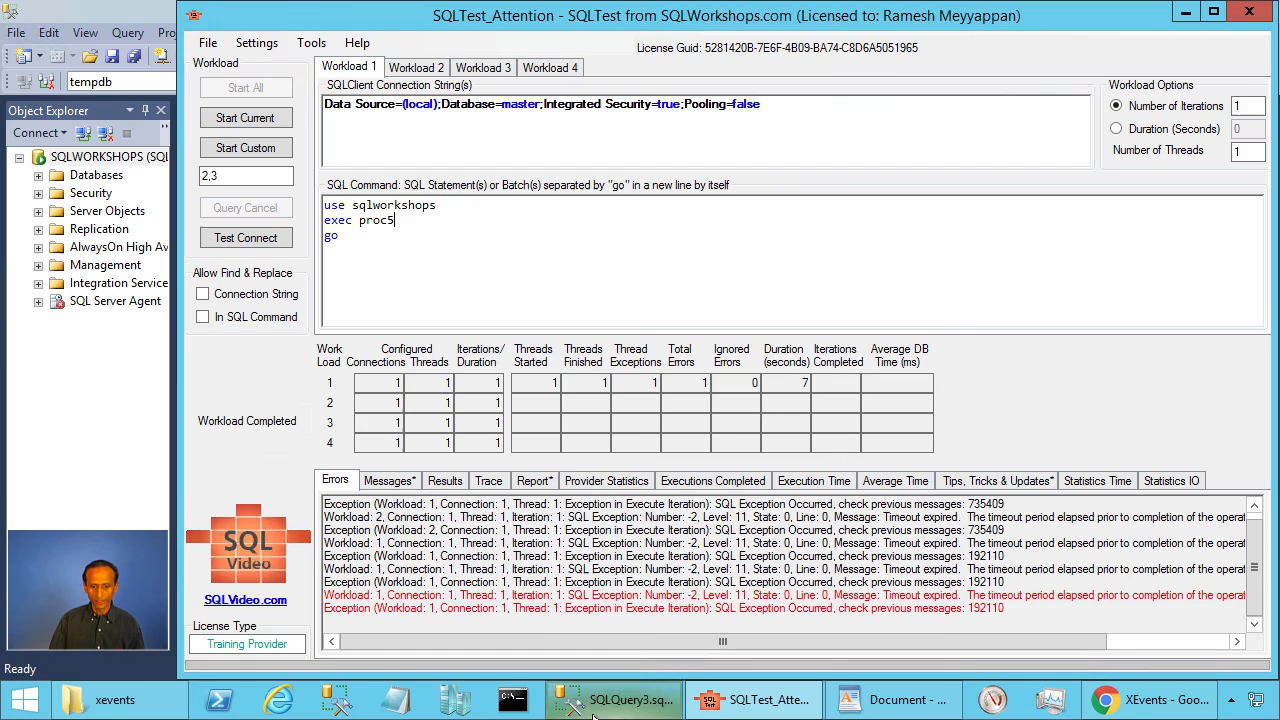 SQLTest_Attention - SQLTest from SQLWorkshops.com (Licensed to: Ramesh Meyyappan)
File Edit View Query
tempdb
Object Explorer
Connect
SQLWORKSHOPS (SQL
Databases
Security
Server Objects
Replication
AlwaysOn High Av
Management
Integration Service
SQL Server Agent
Ready
File Settings Tools Help
License Guid: 5281420B-7E97-4B09-BA74-C8D6A5051965
Workload
Start All
Start Current
Start Custom
2,3
Query Cancel
Test Connect
Allow Find & Replace
Connection String
In SQL Command
Workload 1 Workload 2 Workload 3 Workload 4
SQLClient Connection String(s)
Data Source=(local);Database=master;Integrated Security=true;Pooling=false
Workload Options
Number of Iterations 1
Duration (Seconds) 0
Number of Threads 1
SQL Command: SQL Statement(s) or Batch(s) separated by "go" in a new line by itself
use sqlworkshops
exec proc5
go
Work Configured Iterations/ Threads Threads Thread Total Ignored Duration Iterations Average DB
Load Connections Threads Duration Started Finished Exceptions Errors Errors (seconds) Completed Time (ms)
1 1 1 1 1 1 1 1 0 7
2 1 1 1
3 1 1 1
4 1 1 1
Workload Completed
Errors Messages* Results Trace Report* Provider Statistics Executions Completed Execution Time Average Time Tips, Tricks & Updates* Statistics Time Statistics IO
Exception (Workload: 1, Connection: 1, Thread: 1: Exception in Execute Iteration): SQL Exception Occurred, check previous messages: 735409
Workload: 2, Connection: 1, Thread: 1, Iteration: 1: SQL Exception: Number: -2, Level: 11, State: 0, Line: 0, Message: Timeout expired. The timeout period elapsed prior to completion of the operat
Exception (Workload: 2, Connection: 1, Thread: 1: Exception in Execute Iteration): SQL Exception Occurred, check previous messages: 735409
Workload: 1, Connection: 1, Thread: 1, Iteration: 1: SQL Exception: Number: -2, Level: 11, State: 0, Line: 0, Message: Timeout expired. The timeout period elapsed prior to completion of the operat
Exception (Workload: 1, Connection: 1, Thread: 1: Exception in Execute Iteration): SQL Exception Occurred, check previous messages: 192110
Workload: 1, Connection: 1, Thread: 1, Iteration: 1: SQL Exception: Number: -2, Level: 11, State: 0, Line: 0, Message: Timeout expired. The timeout period elapsed prior to completion of the operat
Exception (Workload: 1, Connection: 1, Thread: 1: Exception in Execute Iteration): SQL Exception Occurred, check previous messages: 192110
Workload: 1, Connection: 1, Thread: 1, Iteration: 1: SQL Exception: Number: -2, Level: 11, State: 0, Line: 0, Message: Timeout expired. The timeout period elapsed prior to completion of the operat
Exception (Workload: 1, Connection: 1, Thread: 1: Exception in Execute Iteration): SQL Exception Occurred, check previous messages: 192110
SQL
Video
SQLVideo.com
License Type
Training Provider
xevents
SQLQuery3.sq...
SQLTest_Atte...
Document - ...
XEvents - Goo...